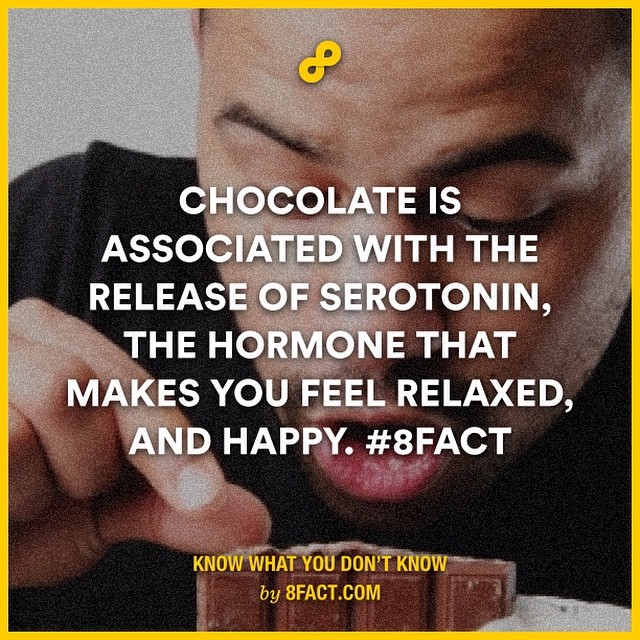 CHOCOLATE IS
ASSOCIATED WITH THE
RELEASE OF SEROTONIN,
THE HORMONE THAT
MAKES YOU FEEL RELAXED,
AND HAPPY. #8FACT
KNOW WHAT YOU DON'T KNOW
by 8FACT.COM